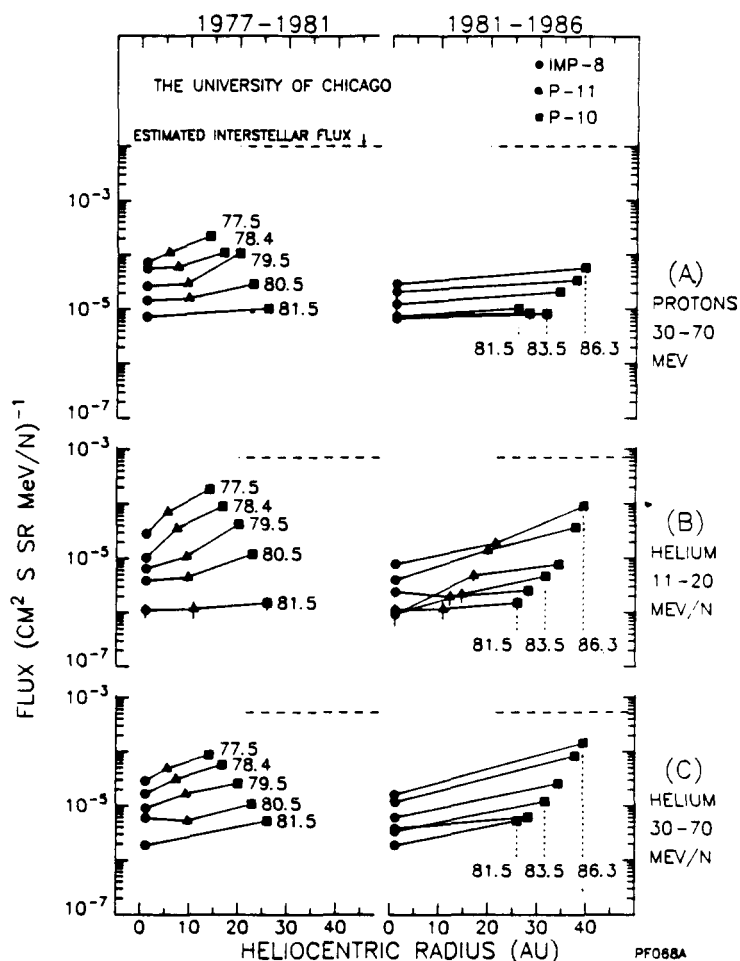 1977-1981 1981-1986
THE UNIVERSITY OF CHICAGO
● IMP-8
▲ P-11
■ P-10
ESTIMATED INTERSTELLAR FLUX ↓
10⁻³
10⁻⁵
10⁻⁷
77.5
78.4
79.5
80.5
81.5
81.5 83.5 86.3
(A)
PROTONS
30-70
MEV
10⁻³
10⁻⁵
10⁻⁷
77.5
78.4
79.5
80.5
81.5
81.5 83.5 86.3
(B)
HELIUM
11-20
MEV/N
10⁻³
10⁻⁵
10⁻⁷
77.5
78.4
79.5
80.5
81.5
81.5 83.5 86.3
(C)
HELIUM
30-70
MEV/N
FLUX (CM² S SR MeV/N)⁻¹
0 10 20 30 40 0 10 20 30 40
HELIOCENTRIC RADIUS (AU)
PF068A